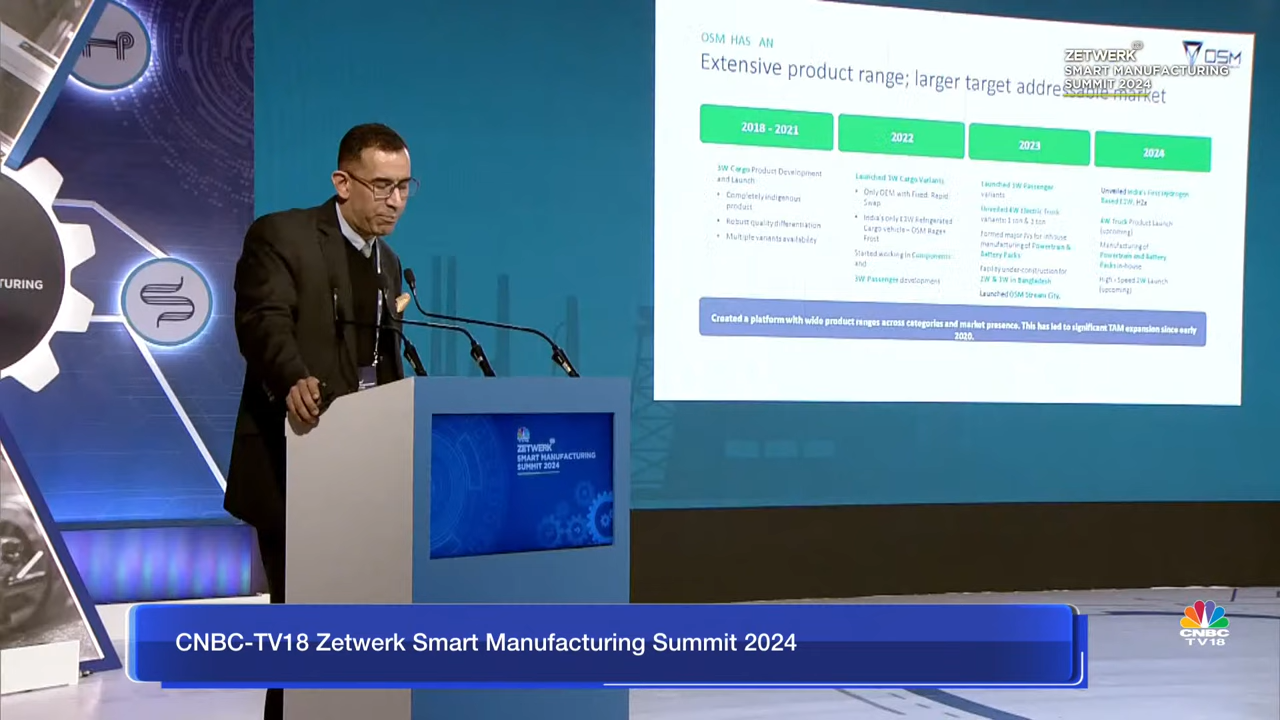 OSM HAS AN
Extensive product range; larger target addressable market
OSM
ZETWERK
SMART MANUFACTURING
SUMMIT 2024
2018 - 2021
3W Cargo Product Development
and Launch
• Completely indigenous
product
• Robust quality differentiation
• Multiple variants availability
2022
Launched 3W Cargo Variants
• Only OEM with Fixed, Rapid,
Swap
• India's only E3W Refrigerated
Cargo vehicle – OSM Rage+
Frost
Started working in Components
and
3W Passenger development
2023
Launched 3W Passenger
variants
Unveiled 4W Electric Truck
variants: 1 ton & 2 ton
Formed major JVs for inhouse
manufacturing of Powertrain &
Battery Packs
Facility under-construction for
2W & 3W in Bangladesh
Launched OSM Stream City.
2024
Unveiled India's First Hydrogen
Based E3W,
4W Truck Product Launch
(upcoming)
Manufacturing of
Powertrain and Battery
Packs in-house
High - Speed 2W Launch
(upcoming)
Created a platform with wide product ranges across categories and market presence. This has led to significant TAM expansion since early
2020.
TURING
ZETWERK
SMART MANUFACTURING
SUMMIT 2024
CNBC-TV18 Zetwerk Smart Manufacturing Summit 2024
CNBC
TV18